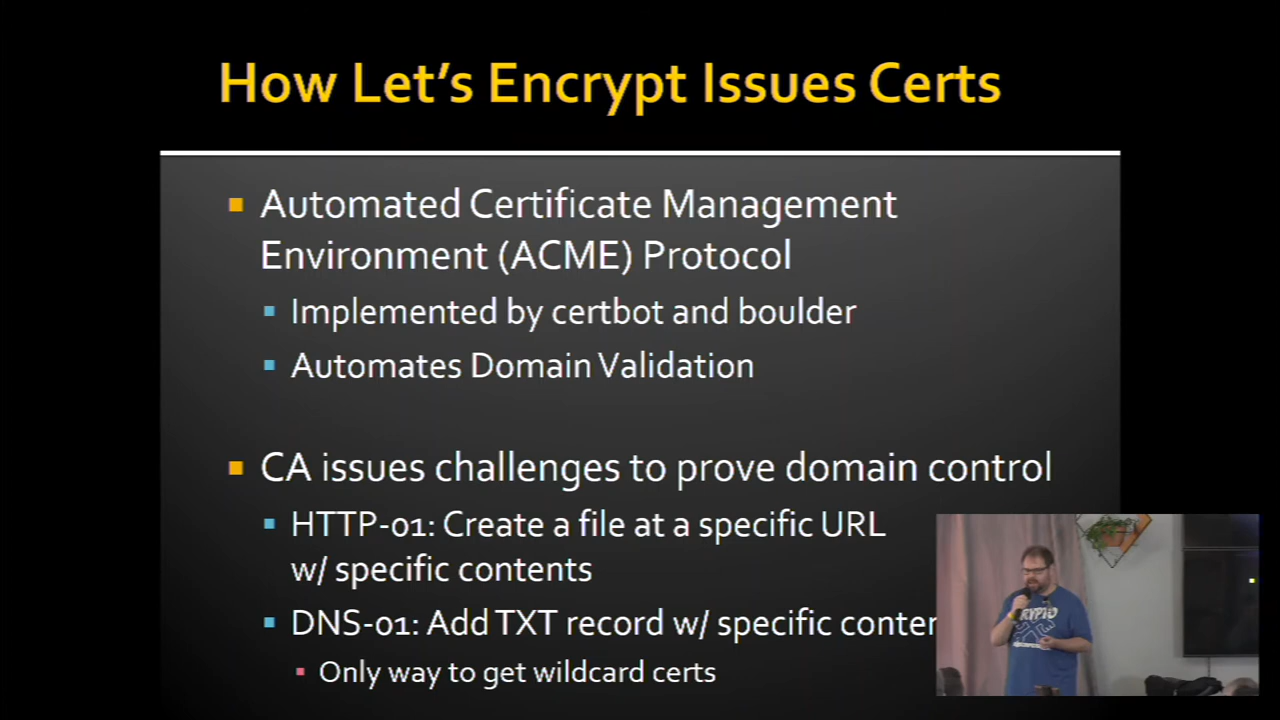 How Let's Encrypt Issues Certs
Automated Certificate Management
Environment (ACME) Protocol
Implemented by certbot and boulder
Automates Domain Validation
CA issues challenges to prove domain control
HTTP-01: Create a file at a specific URL
w/ specific contents
DNS-01: Add TXT record w/ specific
Only way to get wildcard certs